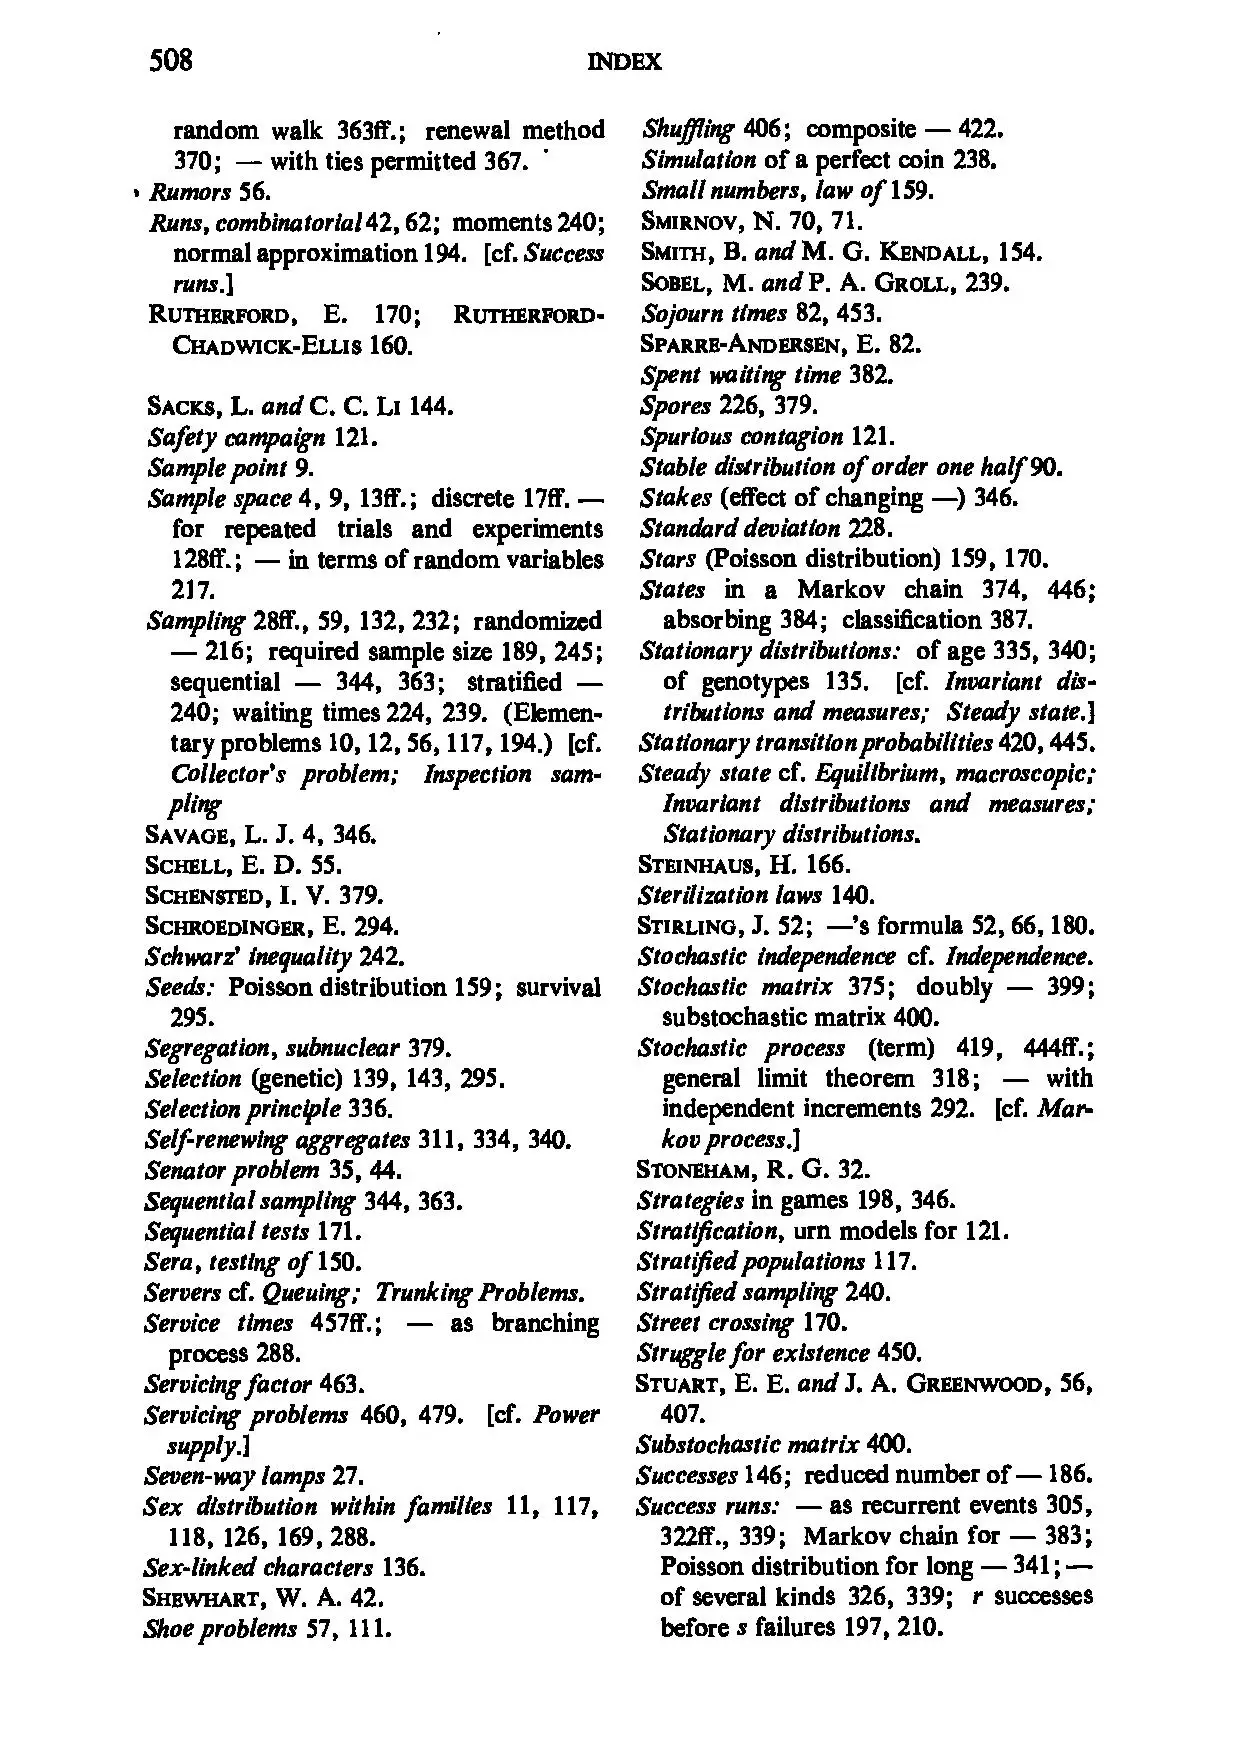 508
INDEX
random walk 363ff.; renewal method
370; — with ties permitted 367.
Rumors 56.
Runs, combinatorial 42, 62; moments 240;
normal approximation 194. [cf. Success
runs.]
RUTHERFORD, E. 170; RUTHERFORD-
CHADWICK-ELLIS 160.
SACKS, L. and C. C. LI 144.
Safety campaign 121.
Sample point 9.
Sample space 4, 9, 13ff.; discrete 17ff. —
for repeated trials and experiments
128ff.; — in terms of random variables
217.
Sampling 28ff., 59, 132, 232; randomized
— 216; required sample size 189, 245;
sequential — 344, 363; stratified —
240; waiting times 224, 239. (Elemen-
tary problems 10, 12, 56, 117, 194.) [cf.
Collector's problem; Inspection sam-
pling
SAVAGE, L. J. 4, 346.
SCHELL, E. D. 55.
SCHENSTED, I. V. 379.
SCHROEDINGER, E. 294.
Schwarz' inequality 242.
Seeds: Poisson distribution 159; survival
295.
Segregation, subnuclear 379.
Selection (genetic) 139, 143, 295.
Selection principle 336.
Self-renewing aggregates 311, 334, 340.
Senator problem 35, 44.
Sequential sampling 344, 363.
Sequential tests 171.
Sera, testing of 150.
Servers cf. Queuing; Trunking Problems.
Service times 457ff.; — as branching
process 288.
Servicing factor 463.
Servicing problems 460, 479. [cf. Power
supply.]
Seven-way lamps 27.
Sex distribution within families 11, 117,
118, 126, 169, 288.
Sex-linked characters 136.
SHEWHART, W. A. 42.
Shoe problems 57, 111.
Shuffling 406; composite — 422.
Simulation of a perfect coin 238.
Small numbers, law of 159.
SMIRNOV, N. 70, 71.
SMITH, B. and M. G. KENDALL, 154.
SOBEL, M. and P. A. GROLL, 239.
Sojourn times 82, 453.
SPARRE-ANDERSEN, E. 82.
Spent waiting time 382.
Spores 226, 379.
Spurious contagion 121.
Stable distribution of order one half 90.
Stakes (effect of changing —) 346.
Standard deviation 228.
Stars (Poisson distribution) 159, 170.
States in a Markov chain 374, 446;
absorbing 384; classification 387.
Stationary distributions: of age 335, 340;
of genotypes 135. [cf. Invariant dis-
tributions and measures; Steady state.]
Stationary transition probabilities 420, 445.
Steady state cf. Equilibrium, macroscopic;
Invariant distributions and measures;
Stationary distributions.
STEINHAUS, H. 166.
Sterilization laws 140.
STIRLING, J. 52; —'s formula 52, 66, 180.
Stochastic independence cf. Independence.
Stochastic matrix 375; doubly — 399;
substochastic matrix 400.
Stochastic process (term) 419, 444ff.;
general limit theorem 318; — with
independent increments 292. [cf. Mar-
kov process.]
STONEHAM, R. G. 32.
Strategies in games 198, 346.
Stratification, urn models for 121.
Stratified populations 117.
Stratified sampling 240.
Street crossing 170.
Struggle for existence 450.
STUART, E. E. and J. A. GREENWOOD, 56,
407.
Substochastic matrix 400.
Successes 146; reduced number of — 186.
Success runs: — as recurrent events 305,
322ff., 339; Markov chain for — 383;
Poisson distribution for long — 341; —
of several kinds 326, 339; r successes
before s failures 197, 210.